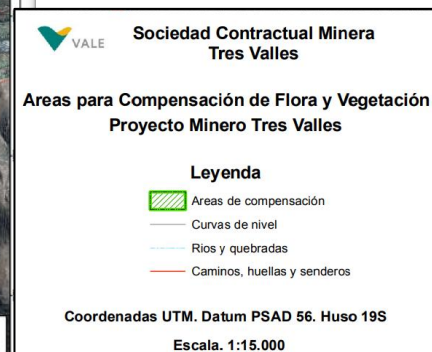 VALE
Sociedad Contractual Minera
Tres Valles
Areas para Compensación de Flora y Vegetación
Proyecto Minero Tres Valles
Leyenda
Areas de compensación
Curvas de nivel
Rios y quebradas
Caminos, huellas y senderos
Coordenadas UTM. Datum PSAD 56. Huso 19S
Escala. 1:15.000